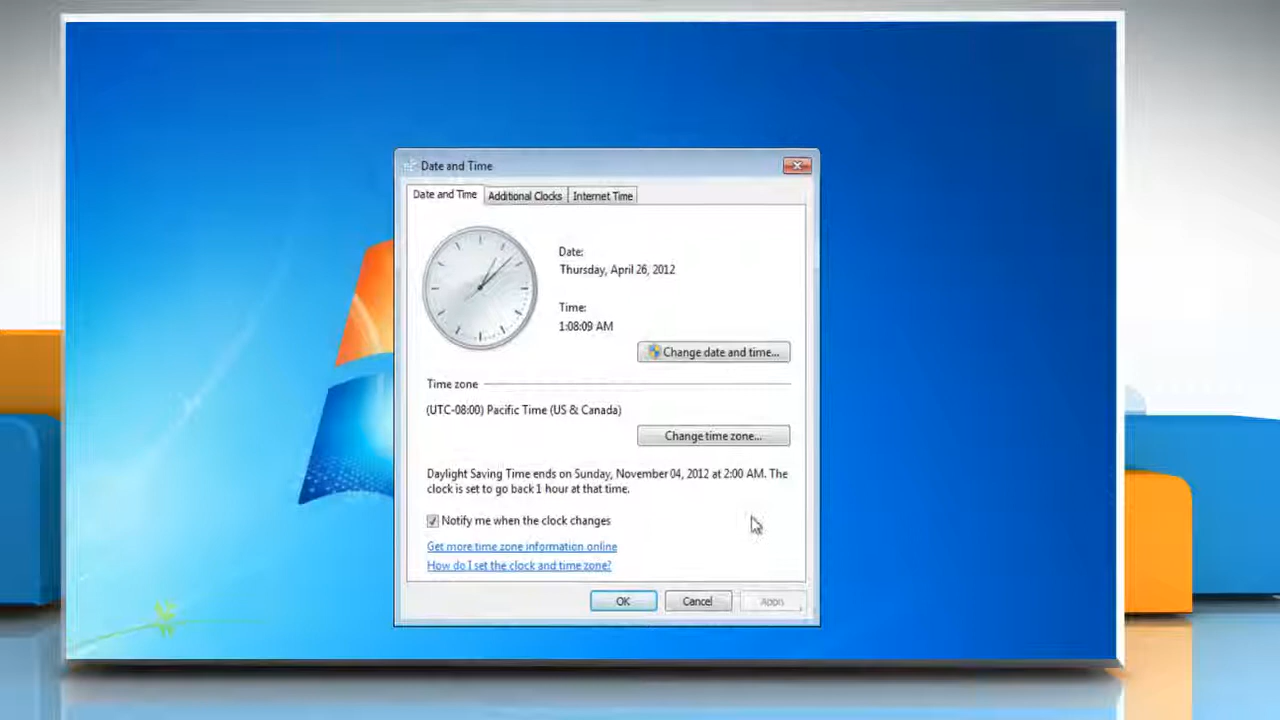 Date and Time
Date and Time
Additional Clocks
Internet Time
Date:
Thursday, April 26, 2012
Time:
1:08:09 AM
Change date and time...
Time zone
(UTC-08:00) Pacific Time (US & Canada)
Change time zone...
Daylight Saving Time ends on Sunday, November 04, 2012 at 2:00 AM. The
clock is set to go back 1 hour at that time.
Notify me when the clock changes
Get more time zone information online
How do I set the clock and time zone?
OK
Cancel